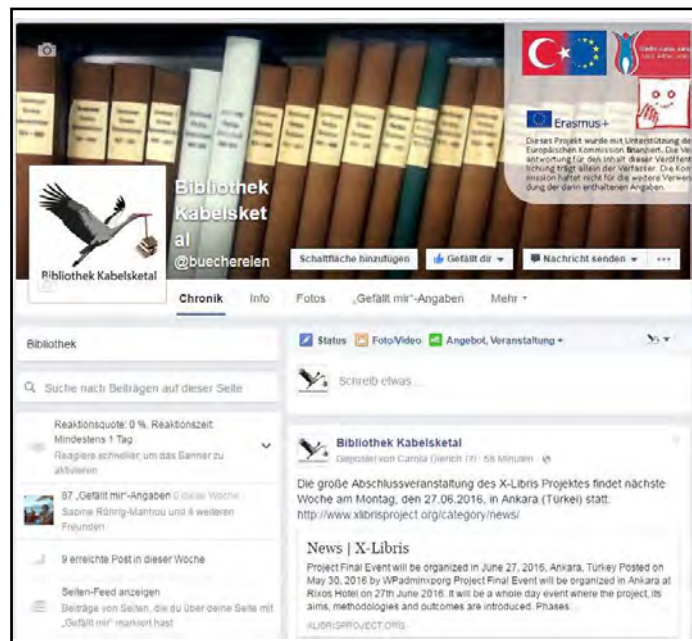 Erasmus+
Dieses Projekt wurde mit Unterstützung der
Europäischen Kommission finanziert. Die Ve
antwortung für den Inhalt dieser Veröffent
lichung trägt allein der Verfasser. Die Kom
mission haftet nicht für die weitere Verwen
dung der darin enthaltenen Angaben.
Bibliothek
Kabelsket
al
@buechereien
Bibliothek Kabelsketal
Schaltfläche hinzufügen
Gefällt dir
Nachricht senden
Chronik Info Fotos „Gefällt mir“-Angaben Mehr
Bibliothek
Suche nach Beiträgen auf dieser Seite
Reaktionsquote: 0 %, Reaktionszeit:
Mindestens 1 Tag
Reagiere schneller, um das Banner zu
aktivieren
87 „Gefällt mir“-Angaben 0 diese Woche
und 4 weiteren
Freunden
9 erreichte Post in dieser Woche
Seiten-Feed anzeigen
Beiträge von Seiten, die du über deine Seite mit
„Gefällt mir“ markiert hast
Status Foto/Video Angebot, Veranstaltung +
Schreib etwas ...
Bibliothek Kabelsketal
Gepostet von Carola 58 Minuten
Die große Abschlussveranstaltung des X-Libris Projektes findet nächste
Woche am Montag, den 27.06.2016, in Ankara (Türkei) statt.
http://www.xlibrisproject.org/category/news/
News | X-Libris
Project Final Event will be organized in June 27, 2016, Ankara, Turkey Posted on
May 30, 2016 by WPadminxporg Project Final Event will be organized in Ankara at
Rixos Hotel on 27th June 2016. It will be a whole day event where the project, its
aims, methodologies and outcomes are introduced. Phases...
XLIBRISPROJECT.ORG